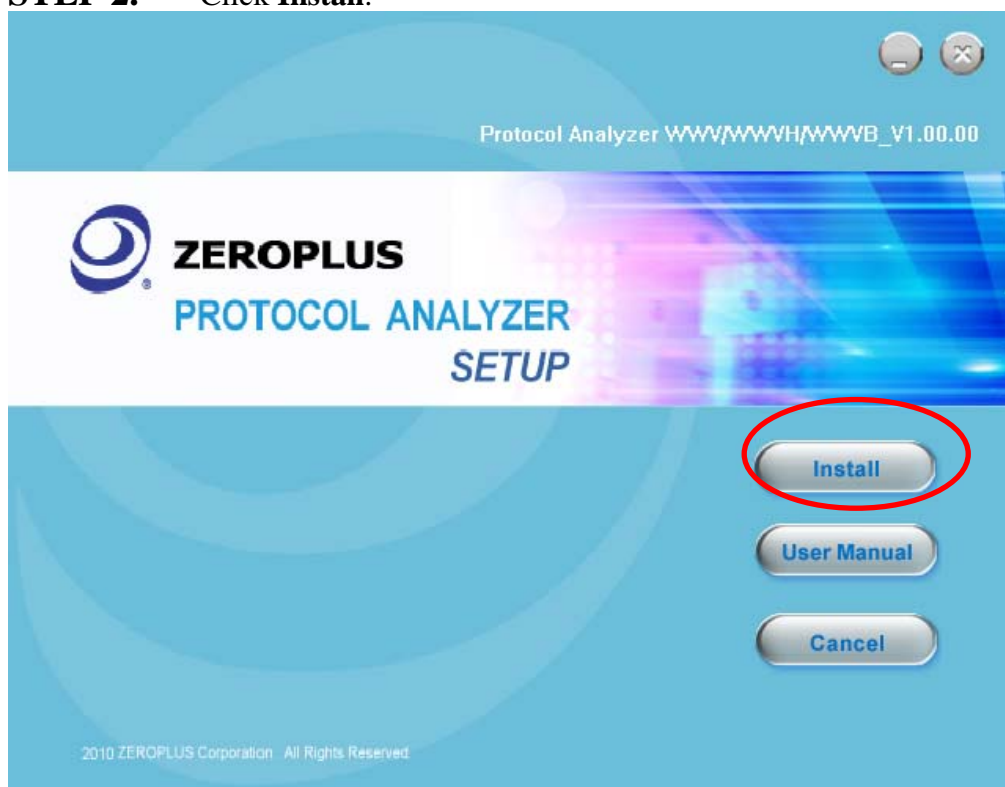 STEP 2. Click Install.
Protocol Analyzer WWV/WWVH/WWVB_V1.00.00
ZEROPLUS
®
PROTOCOL ANALYZER
SETUP
Install
User Manual
Cancel
2010 ZEROPLUS Corporation All Rights Reserved.